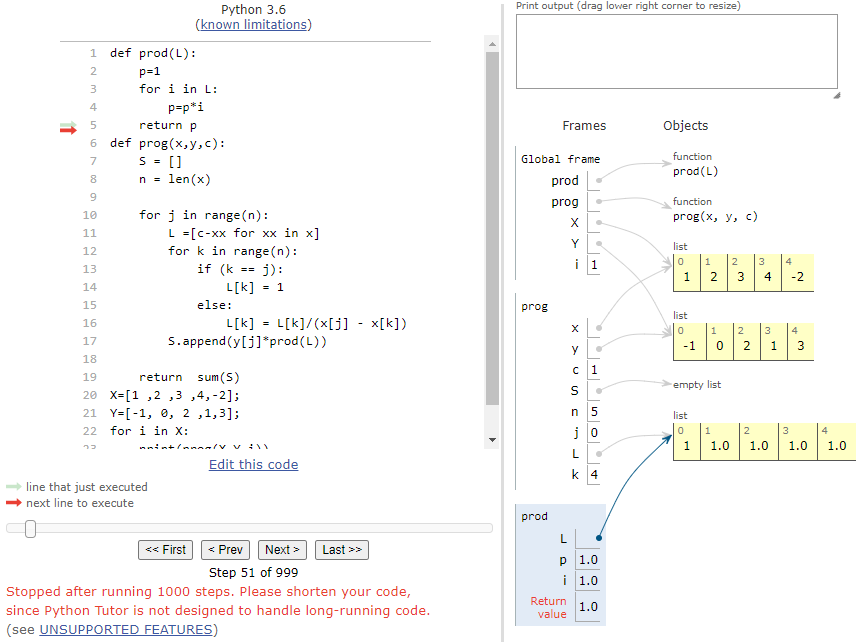 Python 3.6
(known limitations)
1 def prod(L):
2     p=1
3     for i in L:
4         p=p*i
5     return p
6 def prog(x,y,c):
7     S = []
8     n = len(x)
9
10     for j in range(n):
11         L =[c-xx for xx in x]
12         for k in range(n):
13             if (k == j):
14                 L[k] = 1
15             else:
16                 L[k] = L[k]/(x[j] - x[k])
17         S.append(y[j]*prod(L))
18
19     return  sum(S)
20 X=[1 ,2 ,3 ,4,-2];
21 Y=[-1, 0, 2 ,1,3];
22 for i in X:
23     print(prog(X,Y,i))
Edit this code
line that just executed
next line to execute
<< First < Prev Next > Last >>
Step 51 of 999
Stopped after running 1000 steps. Please shorten your code,
since Python Tutor is not designed to handle long-running code.
(see UNSUPPORTED FEATURES)
Print output (drag lower right corner to resize)
Frames Objects
Global frame
prod
prog
X
Y
i 1
function
prod(L)
function
prog(x, y, c)
list
0 1 2 3 4
1 2 3 4 -2
prog
x
y
c 1
S
n 5
j 0
L
k 4
list
0 1 2 3 4
-1 0 2 1 3
empty list
list
0 1 2 3 4
1 1.0 1.0 1.0 1.0
prod
L
p 1.0
i 1.0
Return
value 1.0